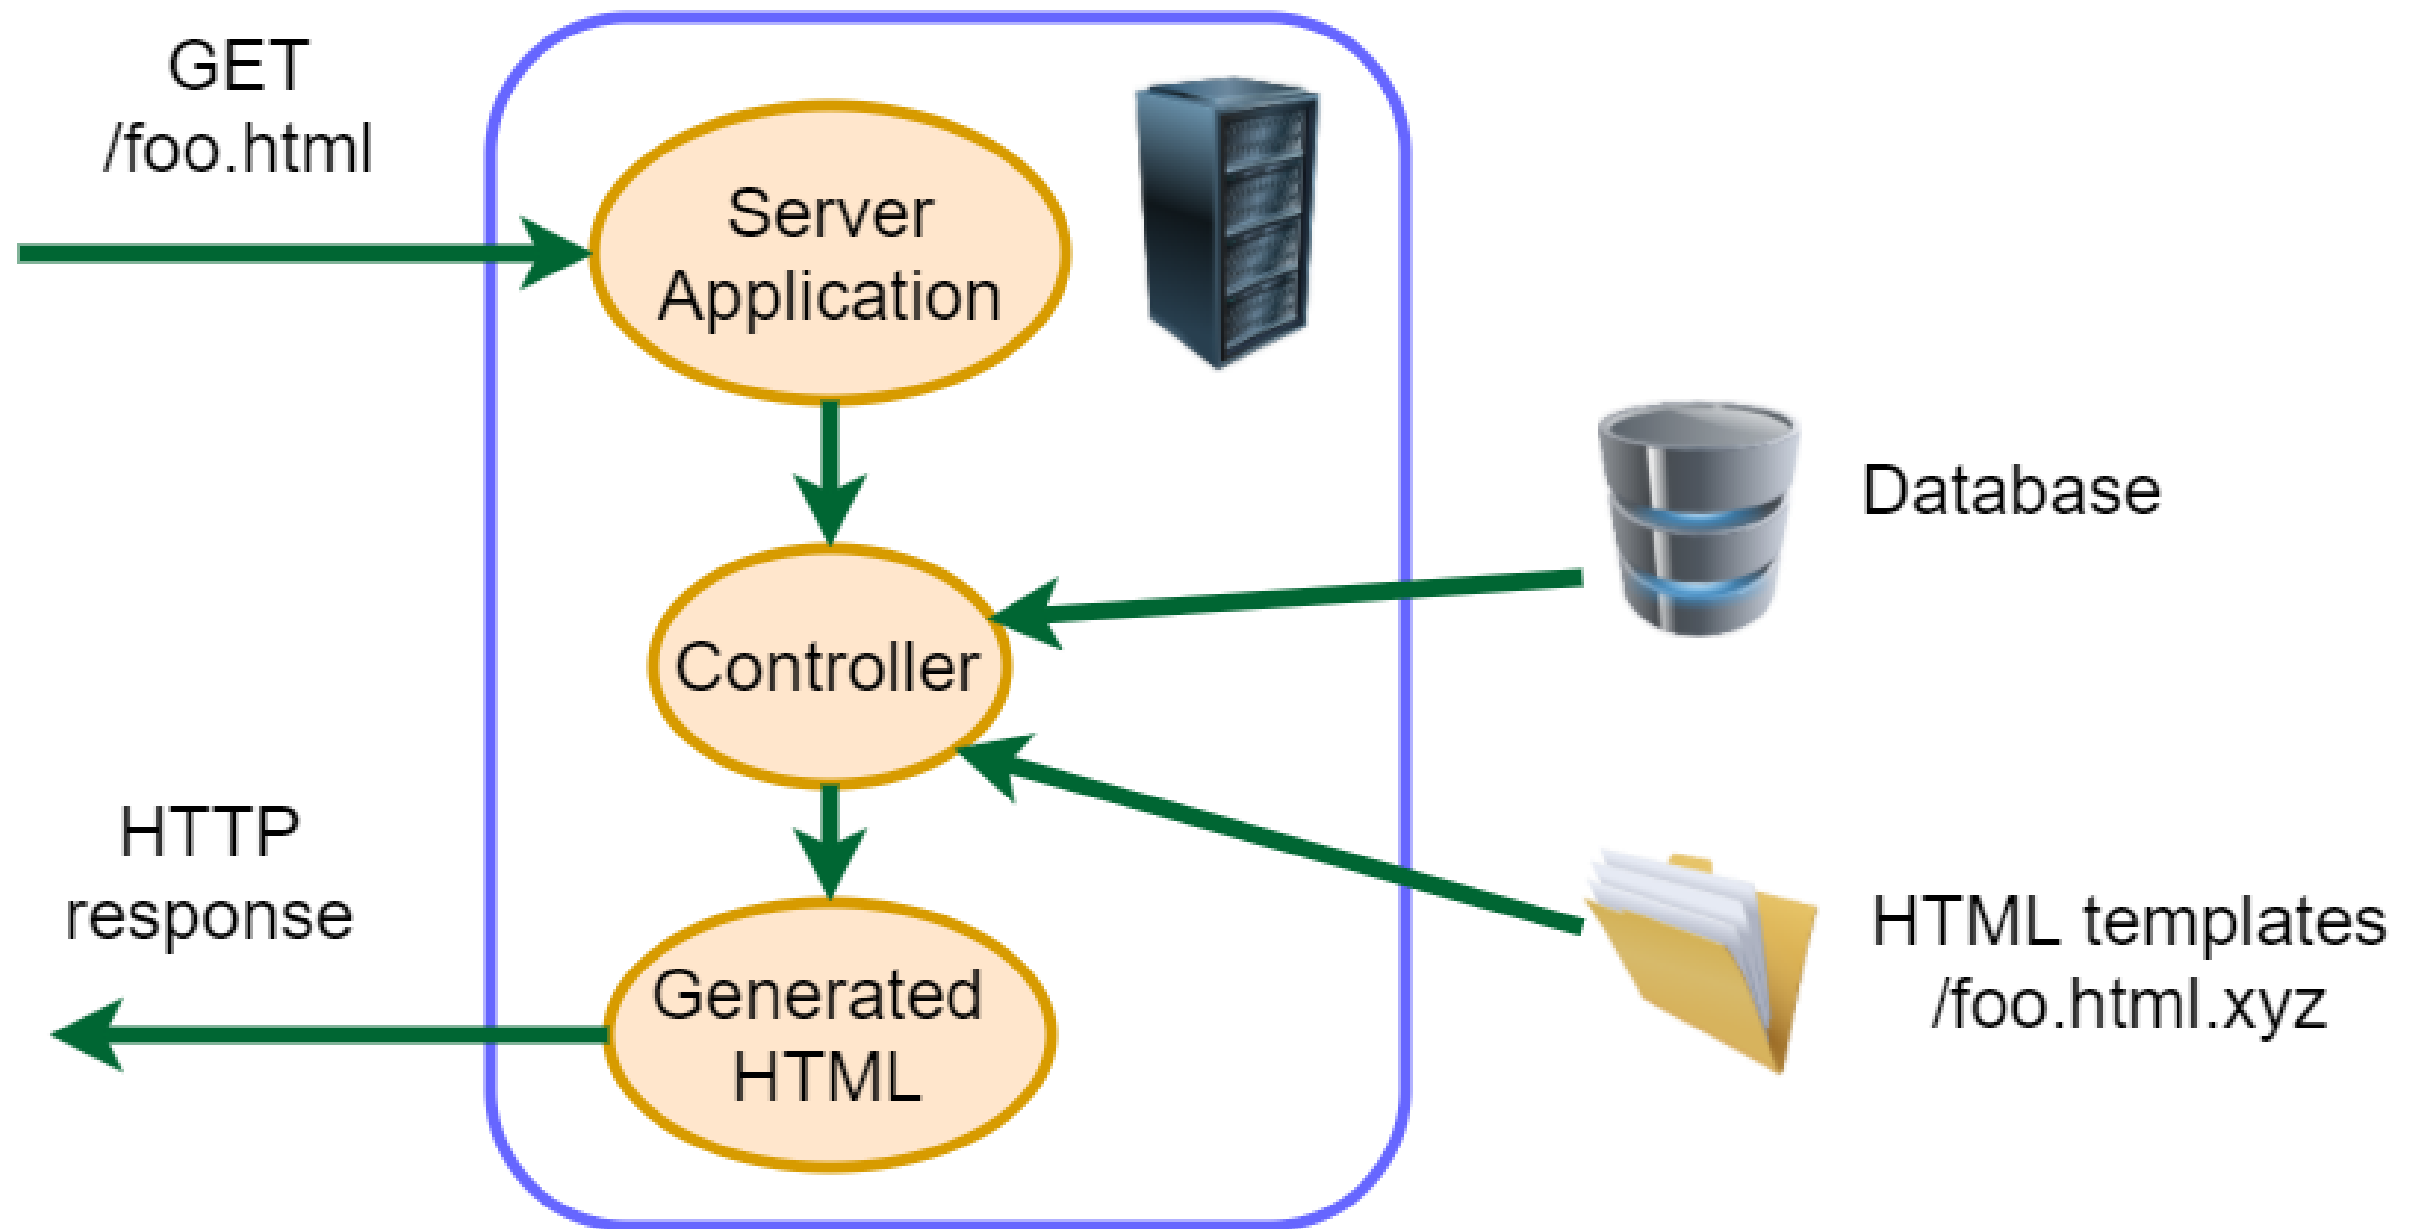 GET
/foo.html
Server
Application
Database
Controller
HTTP
response
HTML templates
/foo.html.xyz
Generated
HTML